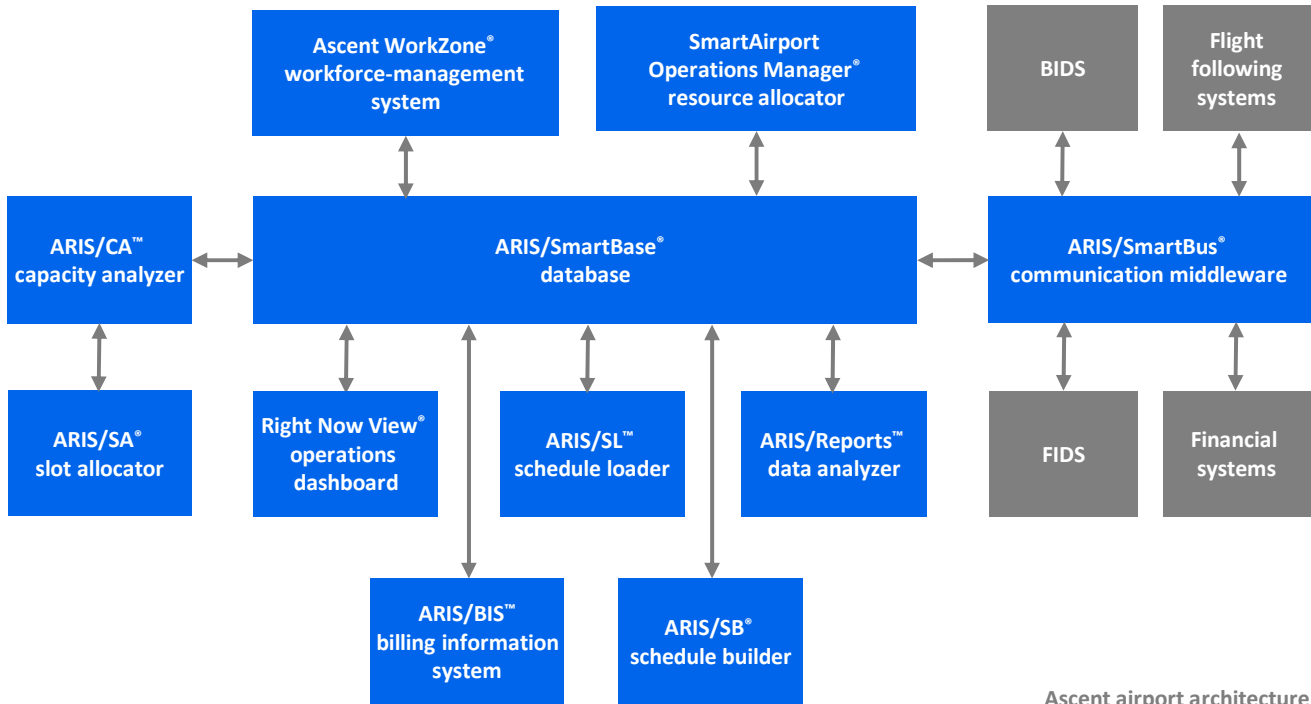 Ascent WorkZone®
workforce-management
system
SmartAirport
Operations Manager®
resource allocator
BIDS
Flight
following
systems
ARIS/CA™
capacity analyzer
ARIS/SmartBase®
database
ARIS/SmartBus®
communication middleware
ARIS/SA®
slot allocator
Right Now View®
operations
dashboard
ARIS/SL™
schedule loader
ARIS/Reports™
data analyzer
FIDS
Financial
systems
ARIS/BIS™
billing information
system
ARIS/SB®
schedule builder
Ascent airport architecture